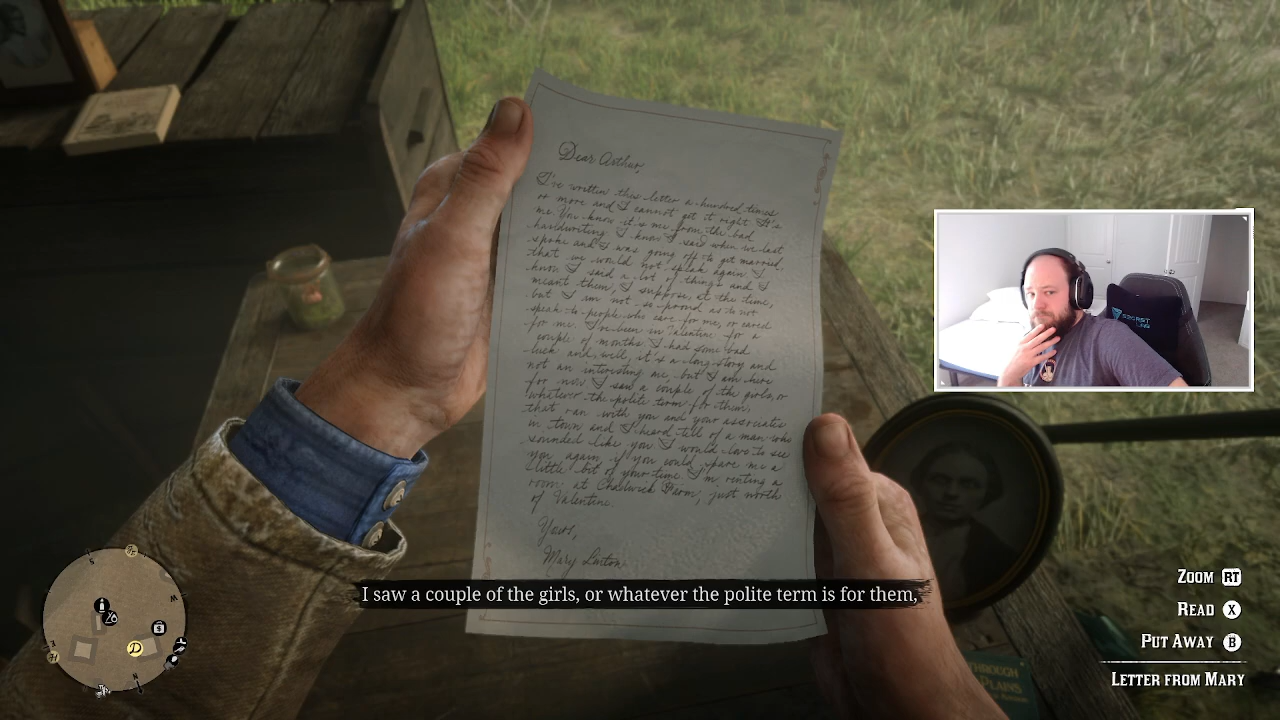 Dear Arthur,
I've written this letter a hundred times
or more and I cannot get it right. It's
me. You know it's me from the bad
handwriting. I know I said when we last
spoke and I was going off to get married,
that we would not speak again. I
know I said a lot of things and I
meant them, I suppose, at the time,
but I am not so proud as to not
speak to people who care for me, or cared
for me. I've been in Valentine for a
couple of months. I had some bad
luck and, well, it's a long story and
not an interesting one, but I am here
for now. I saw a couple of the girls, or
whatever the polite term for them,
that ran with you and your associates
in town and I heard tell of a man who
sounded like you. I would love to see
you again if you could spare me a
little bit of your time. I'm renting a
room at Chadwick Farm, just north
of Valentine.
Yours,
Mary Linton
I saw a couple of the girls, or whatever the polite term is for them,
ZOOM RT
READ X
PUT AWAY B
LETTER FROM MARY
THROUGH
PLAINS
SECRET
LAB